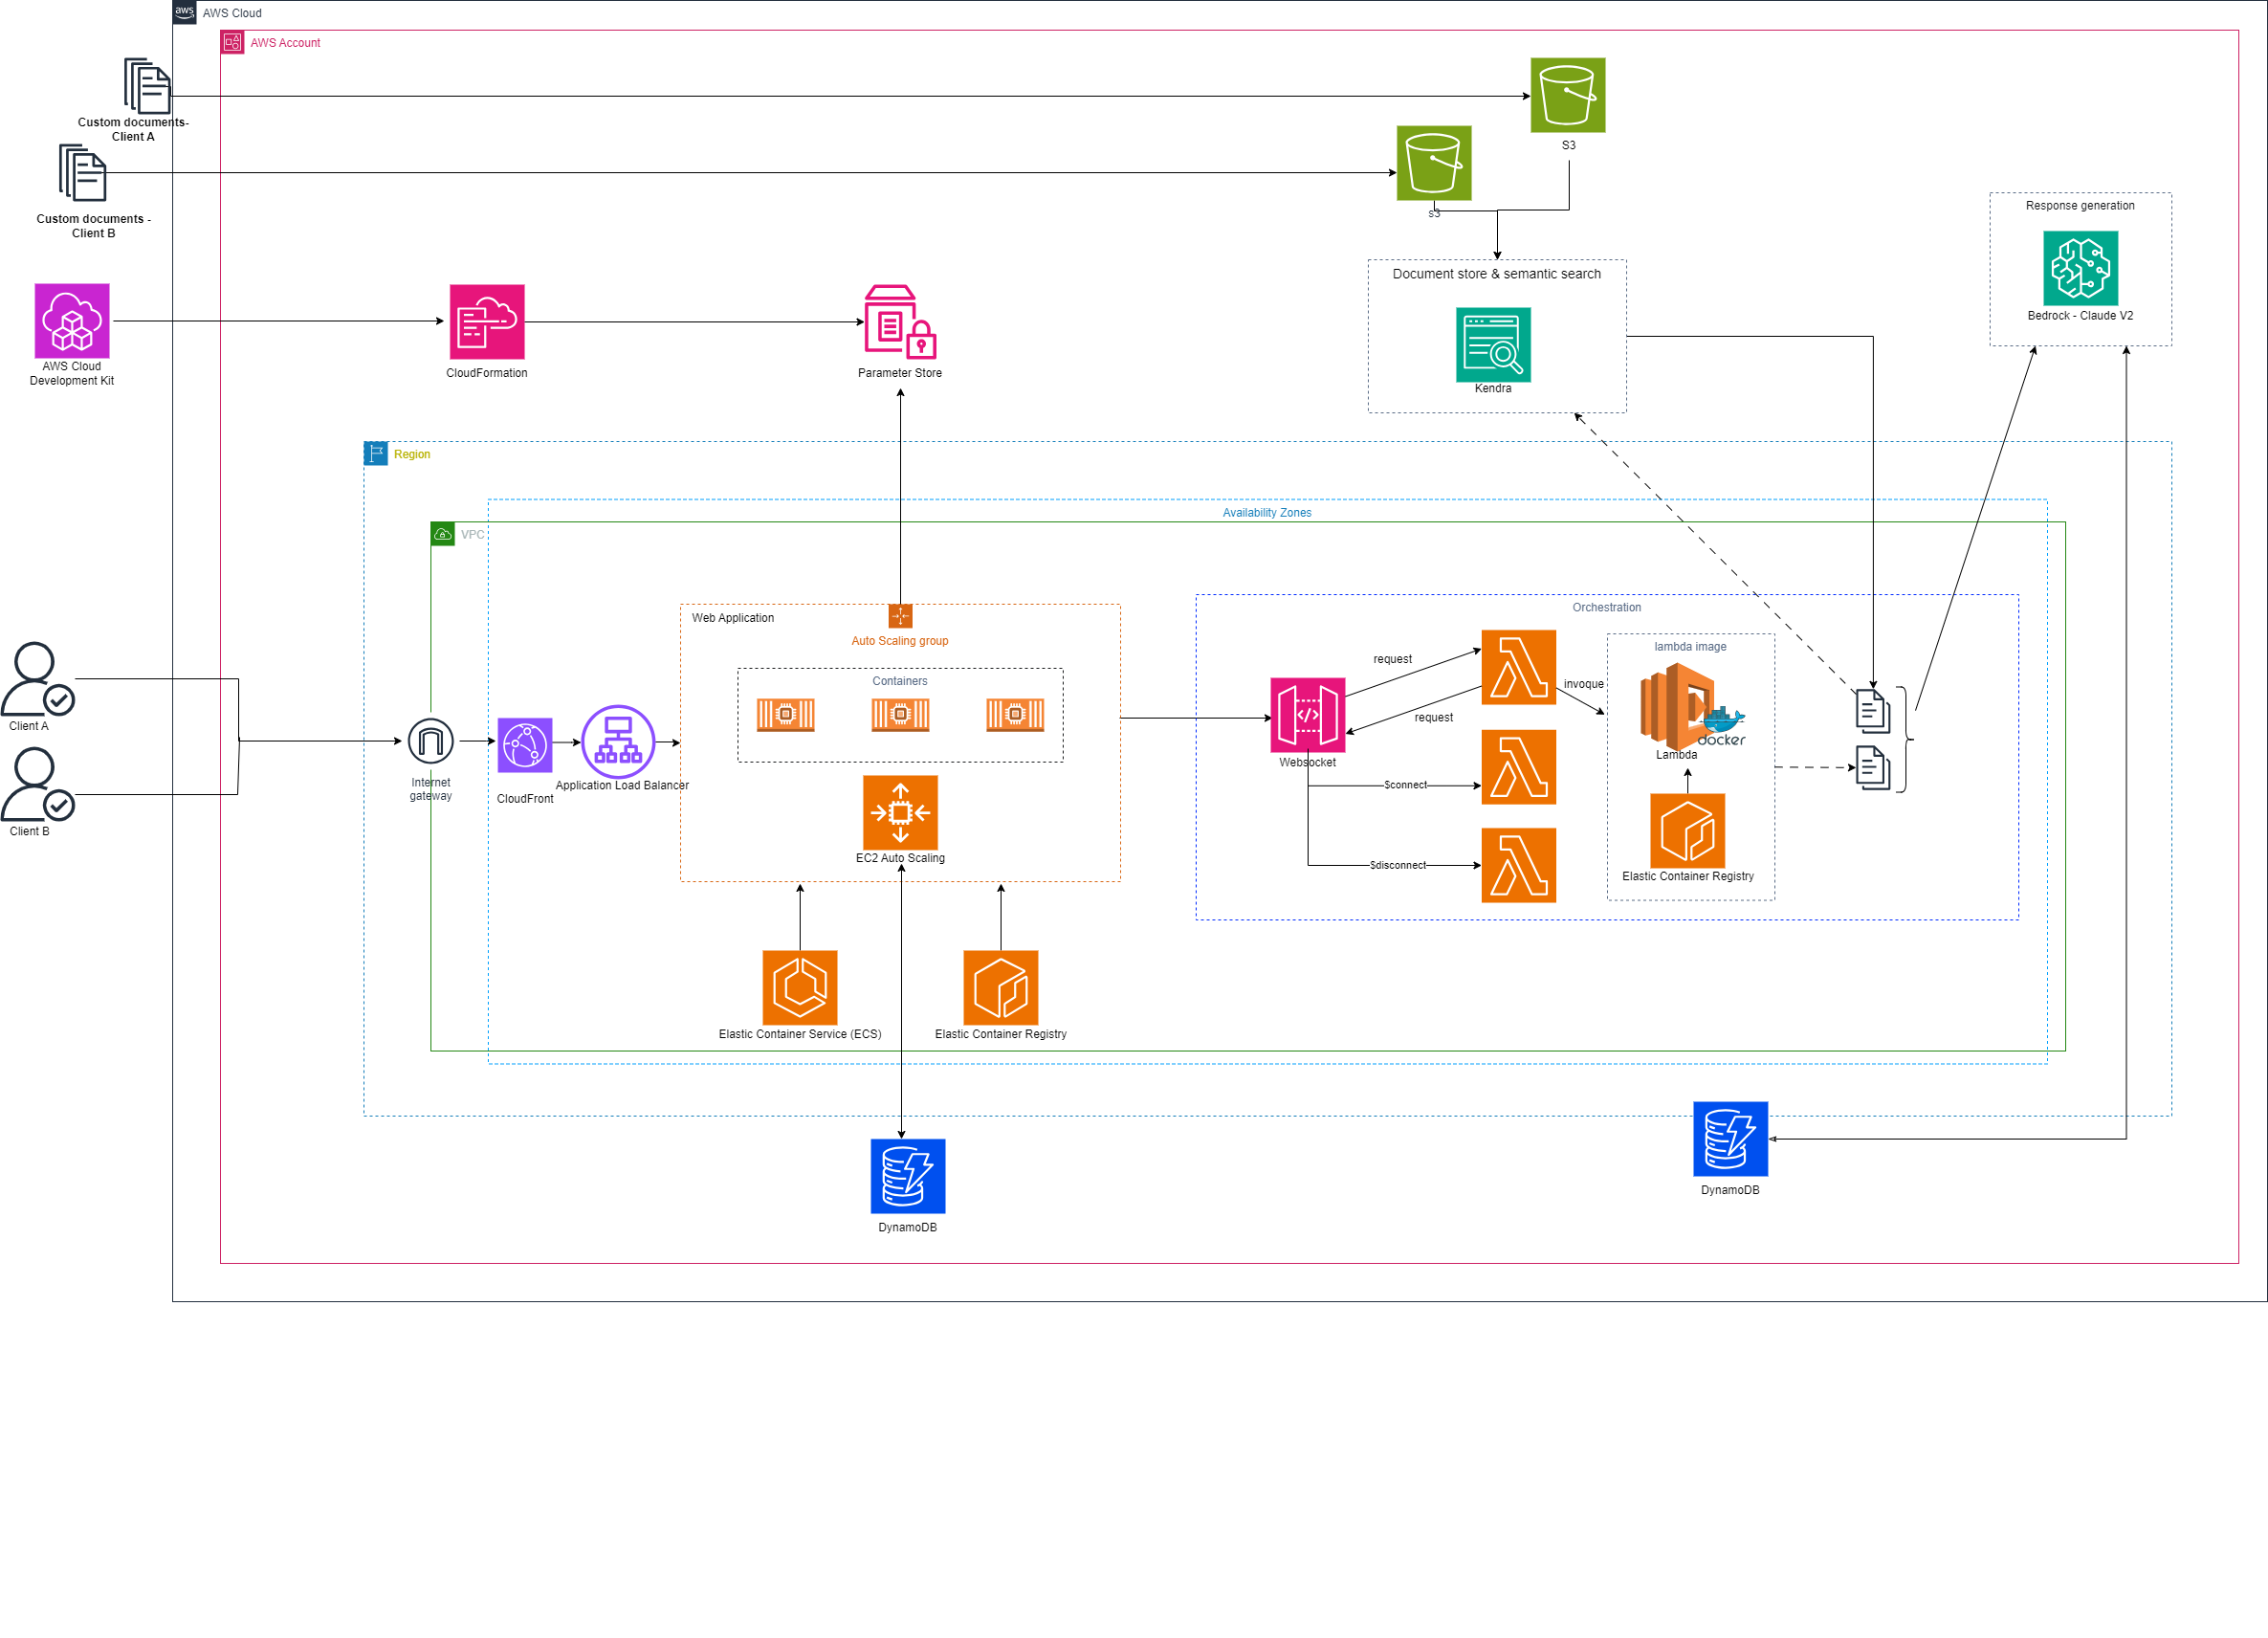 aws
AWS Cloud
AWS Account
Custom documents-
Client A
S3
s3
Custom documents -
Client B
Response generation
Bedrock - Claude V2
Document store & semantic search
Kendra
AWS Cloud
Development Kit
CloudFormation
Parameter Store
Region
Availability Zones
VPC
Web Application
Auto Scaling group
Containers
Orchestration
request
request
invoque
lambda image
docker
Lambda
Client A
Client B
Internet
gateway
CloudFront
Application Load Balancer
EC2 Auto Scaling
Websocket
$connect
$disconnect
Elastic Container Registry
Elastic Container Service (ECS)
Elastic Container Registry
DynamoDB
DynamoDB